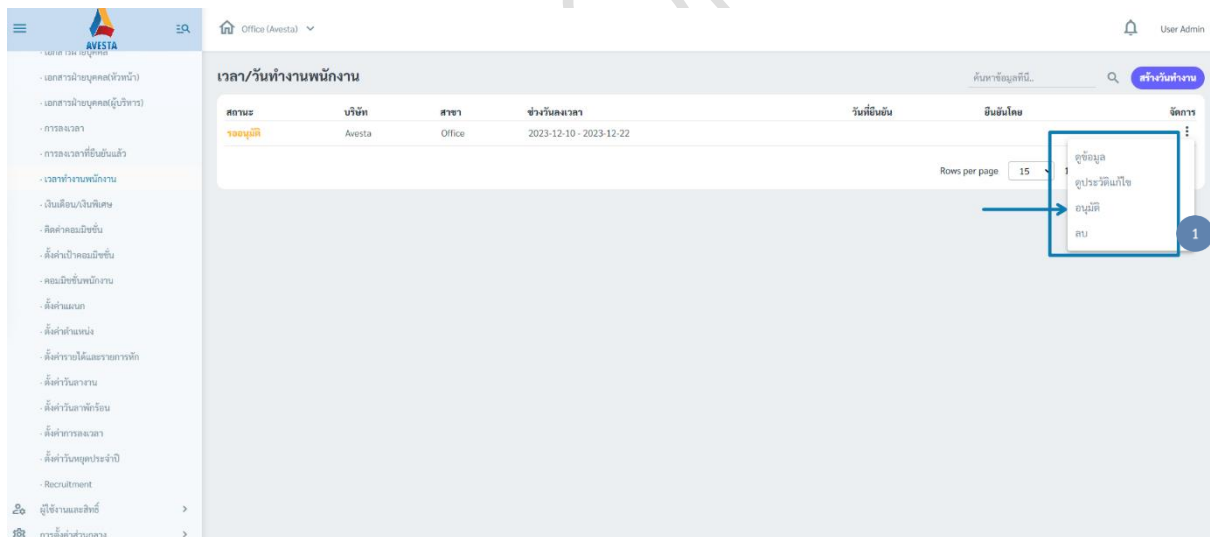 AVESTA
Office (Avesta)
User Admin
· เอกสารฝ่ายบุคคล
· เอกสารฝ่ายบุคคล(หัวหน้า)
· เอกสารฝ่ายบุคคล(ผู้บริหาร)
· การลงเวลา
· การลงเวลาที่ยืนยันแล้ว
· เวลาทำงานพนักงาน
· เงินเดือน/เงินพิเศษ
· คิดค่าคอมมิชชั่น
· ตั้งค่าเป้าคอมมิชชั่น
· คอมมิชชั่นพนักงาน
· ตั้งค่าแผนก
· ตั้งค่าตำแหน่ง
· ตั้งค่ารายได้และรายการหัก
· ตั้งค่าวันลางาน
· ตั้งค่าวันลาพักร้อน
· ตั้งค่าการลงเวลา
· ตั้งค่าวันหยุดประจำปี
· Recruitment
ผู้ใช้งานและสิทธิ์
การตั้งค่าส่วนกลาง
เวลา/วันทำงานพนักงาน
ค้นหาข้อมูลที่นี่..
สร้างวันทำงาน
สถานะ บริษัท สาขา ช่วงวันลงเวลา วันที่ยืนยัน ยืนยันโดย จัดการ
รออนุมัติ Avesta Office 2023-12-10 - 2023-12-22
Rows per page 15 1
ดูข้อมูล
ดูประวัติแก้ไข
อนุมัติ
ลบ
1